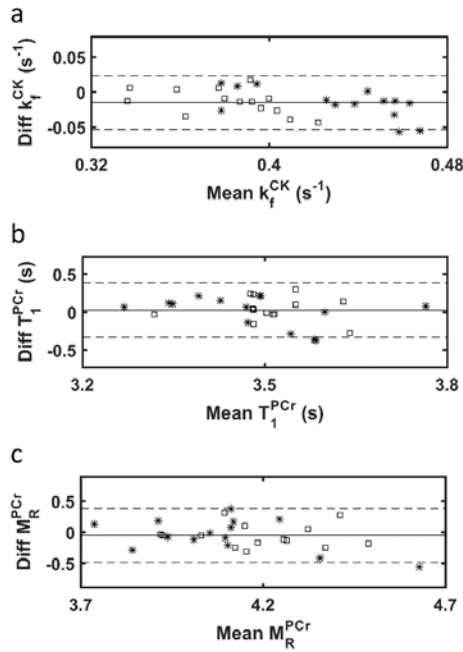 a
0.05
0
-0.05
0.32 0.4 0.48
Diff k_f^CK (s^-1)
Mean k_f^CK (s^-1)
b
0.5
0
-0.5
3.2 3.5 3.8
Diff T_1^PCr (s)
Mean T_1^PCr (s)
c
0.5
0
-0.5
3.7 4.2 4.7
Diff M_R^PCr
Mean M_R^PCr